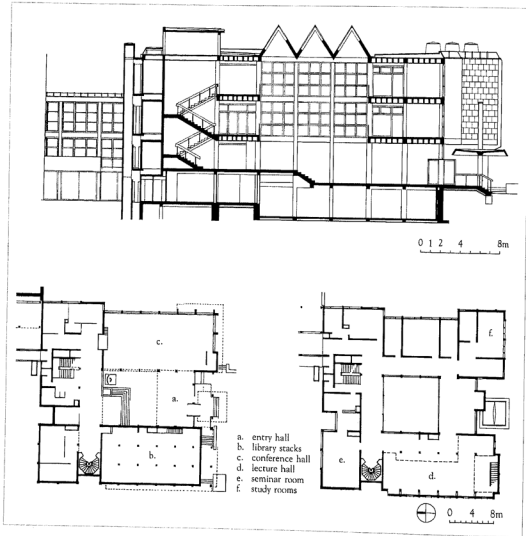 0 1 2 4 8m
c.
a.
b.
a. entry hall
b. library stacks
c. conference hall
d. lecture hall
e. seminar room
f. study rooms
f.
e.
d.
0 4 8m